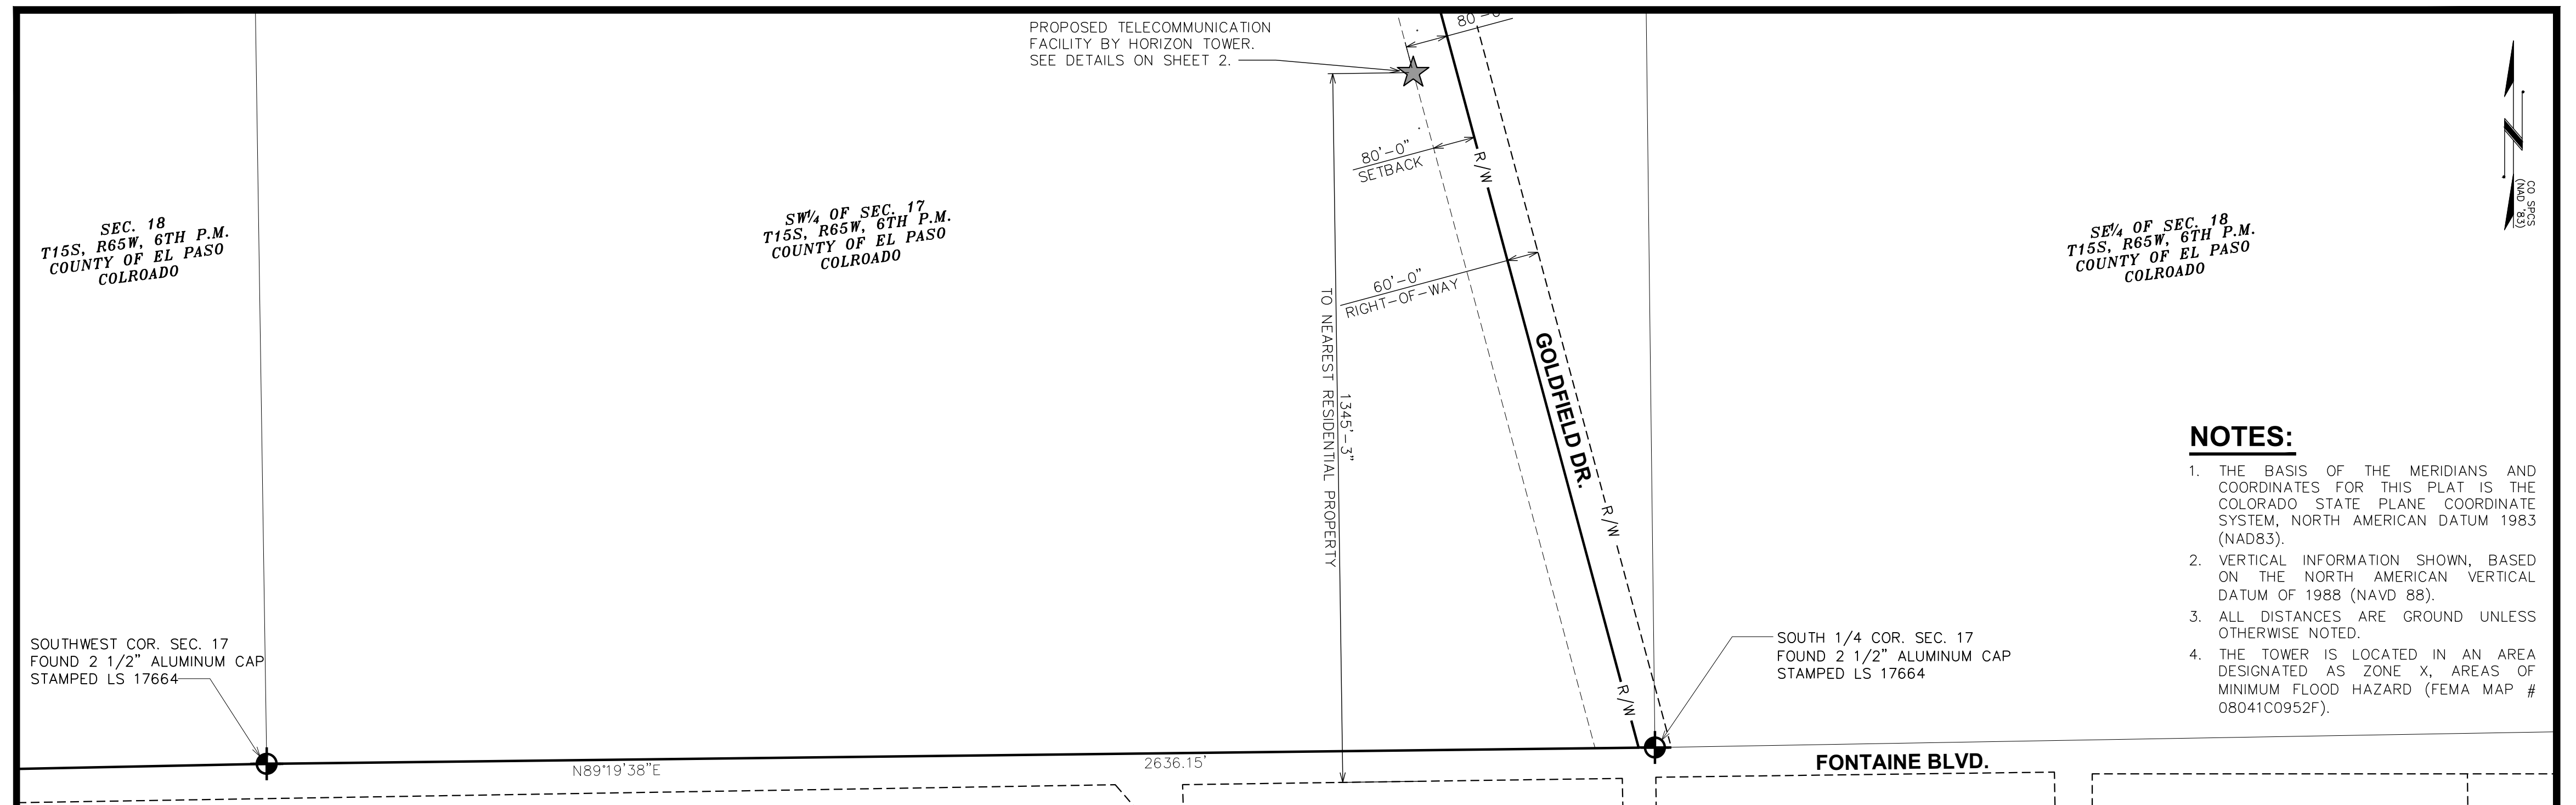 PROPOSED TELECOMMUNICATION
FACILITY BY HORIZON TOWER.
SEE DETAILS ON SHEET 2.
80'-0"
SETBACK
60'-0"
RIGHT-OF-WAY
R/W
GOLDFIELD DR.
R/W
R/W
1345'-3"
TO NEAREST RESIDENTIAL PROPERTY
SEC. 18
T15S, R65W, 6TH P.M.
COUNTY OF EL PASO
COLROADO
SW¼ OF SEC. 17
T15S, R65W, 6TH P.M.
COUNTY OF EL PASO
COLROADO
SE¼ OF SEC. 18
T15S, R65W, 6TH P.M.
COUNTY OF EL PASO
COLROADO
CO SPCS
(NAD '83)
NOTES:
1. THE BASIS OF THE MERIDIANS AND
COORDINATES FOR THIS PLAT IS THE
COLORADO STATE PLANE COORDINATE
SYSTEM, NORTH AMERICAN DATUM 1983
(NAD83).
2. VERTICAL INFORMATION SHOWN, BASED
ON THE NORTH AMERICAN VERTICAL
DATUM OF 1988 (NAVD 88).
3. ALL DISTANCES ARE GROUND UNLESS
OTHERWISE NOTED.
4. THE TOWER IS LOCATED IN AN AREA
DESIGNATED AS ZONE X, AREAS OF
MINIMUM FLOOD HAZARD (FEMA MAP #
08041C0952F).
SOUTHWEST COR. SEC. 17
FOUND 2 1/2" ALUMINUM CAP
STAMPED LS 17664
SOUTH 1/4 COR. SEC. 17
FOUND 2 1/2" ALUMINUM CAP
STAMPED LS 17664
N89°19'38"E
2636.15'
FONTAINE BLVD.